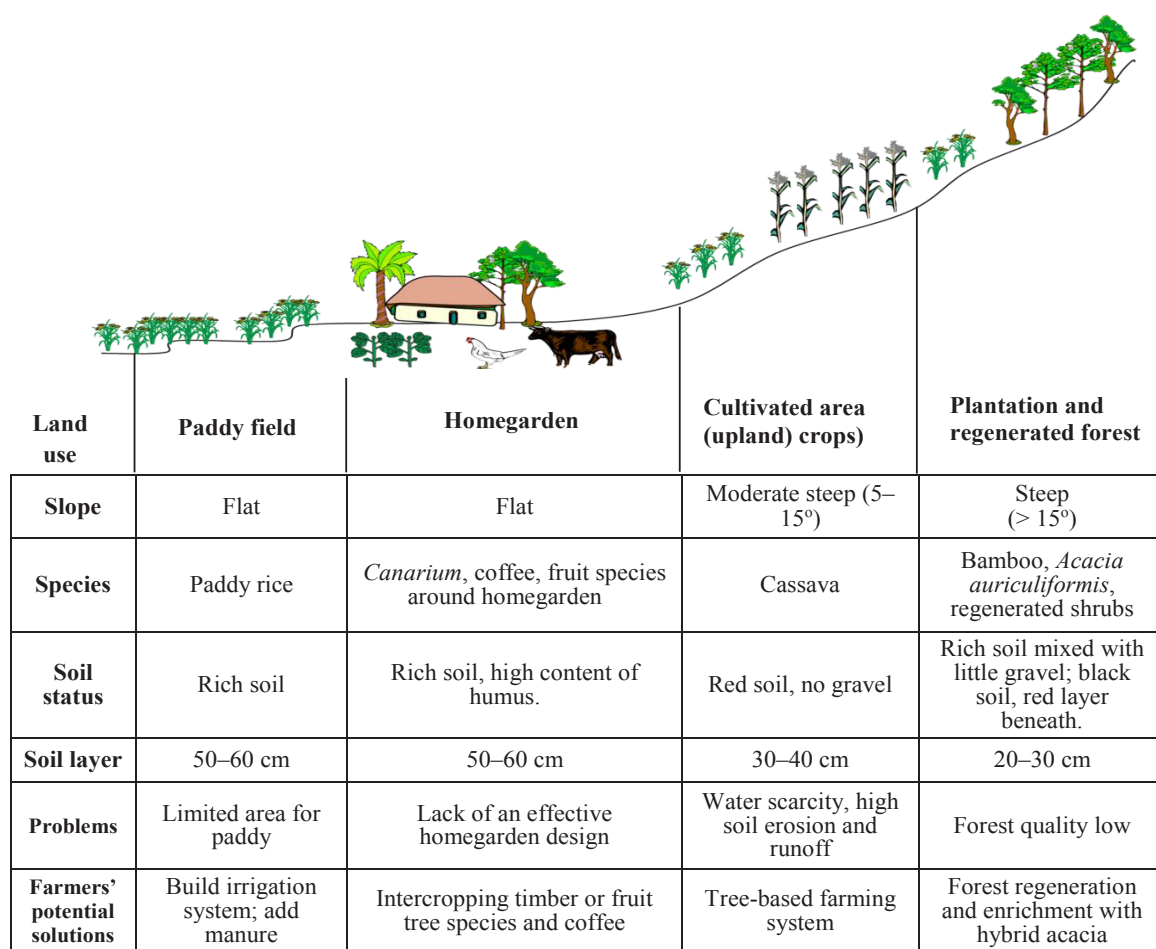 Land
use
Paddy field
Homegarden
Cultivated area
(upland) crops)
Plantation and
regenerated forest
Slope
Flat
Flat
Moderate steep (5–
15º)
Steep
(> 15º)
Species
Paddy rice
Canarium, coffee, fruit species
around homegarden
Cassava
Bamboo, Acacia
auriculiformis,
regenerated shrubs
Soil
status
Rich soil
Rich soil, high content of
humus.
Red soil, no gravel
Rich soil mixed with
little gravel; black
soil, red layer
beneath.
Soil layer
50–60 cm
50–60 cm
30–40 cm
20–30 cm
Problems
Limited area for
paddy
Lack of an effective
homegarden design
Water scarcity, high
soil erosion and
runoff
Forest quality low
Farmers’
potential
solutions
Build irrigation
system; add
manure
Intercropping timber or fruit
tree species and coffee
Tree-based farming
system
Forest regeneration
and enrichment with
hybrid acacia